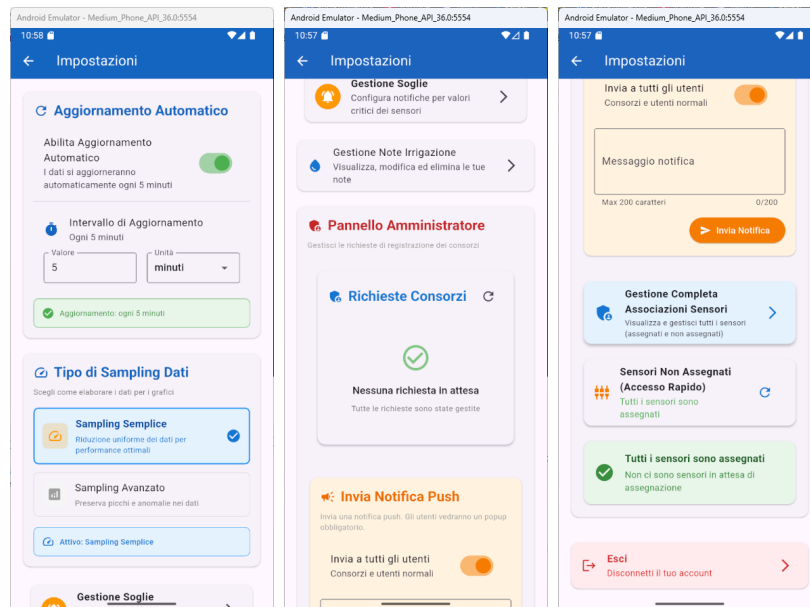 Android Emulator - Medium_Phone_API_36.0:5554
10:58
Impostazioni
Aggiornamento Automatico
Abilita Aggiornamento
Automatico
I dati si aggiorneranno
automaticamente ogni 5 minuti
Intervallo di Aggiornamento
Ogni 5 minuti
Valore
5
Unità
minuti
Aggiornamento: ogni 5 minuti
Tipo di Sampling Dati
Scegli come elaborare i dati per i grafici
Sampling Semplice
Riduzione uniforme dei dati per
performance ottimali
Sampling Avanzato
Preserva picchi e anomalie nei dati
Attivo: Sampling Semplice
Gestione Soglie
Android Emulator - Medium_Phone_API_36.0:5554
10:57
Impostazioni
Gestione Soglie
Configura notifiche per valori
critici dei sensori
Gestione Note Irrigazione
Visualizza, modifica ed elimina le tue
note
Pannello Amministratore
Gestisci le richieste di registrazione dei consorzi
Richieste Consorzi
Nessuna richiesta in attesa
Tutte le richieste sono state gestite
Invia Notifica Push
Invia una notifica push. Gli utenti vedranno un popup
obbligatorio.
Invia a tutti gli utenti
Consorzi e utenti normali
Android Emulator - Medium_Phone_API_36.0:5554
10:57
Impostazioni
Invia a tutti gli utenti
Consorzi e utenti normali
Messaggio notifica
Max 200 caratteri
0/200
Invia Notifica
Gestione Completa
Associazioni Sensori
Visualizza e gestisci tutti i sensori
(assegnati e non assegnati)
Sensori Non Assegnati
(Accesso Rapido)
Tutti i sensori sono
assegnati
Tutti i sensori sono assegnati
Non ci sono sensori in attesa di
assegnazione
Esci
Disconnetti il tuo account